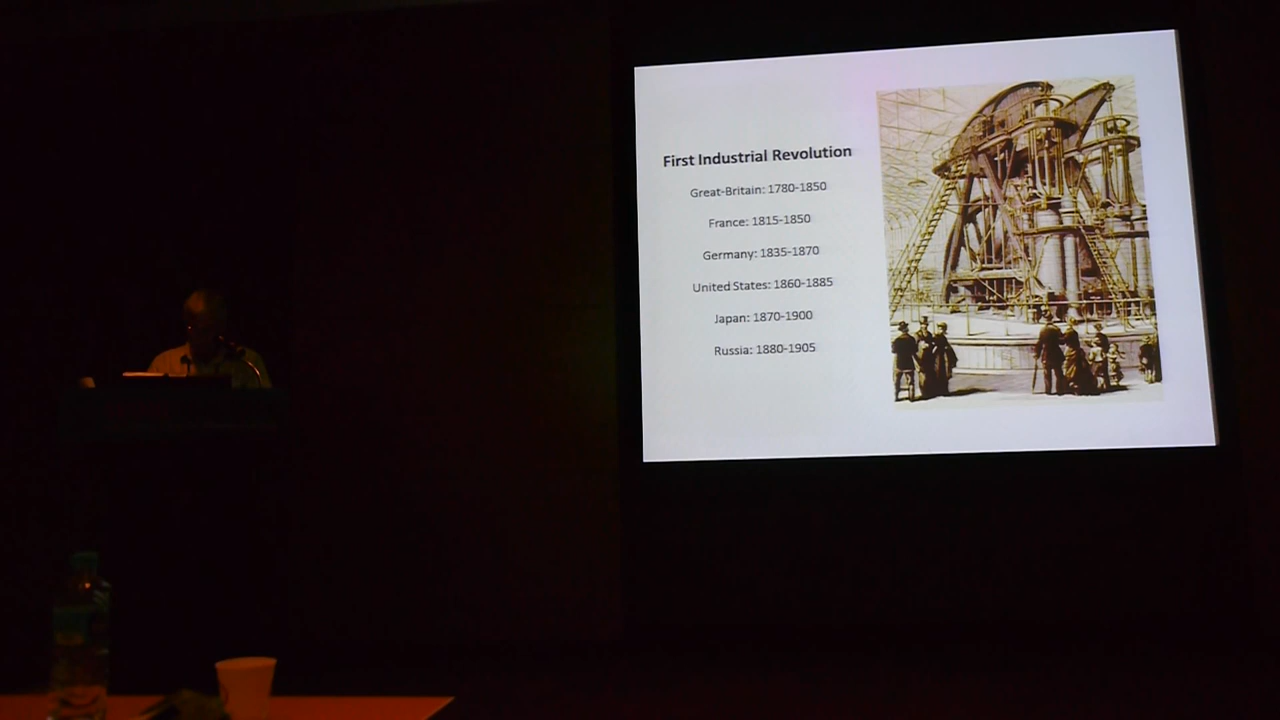 First Industrial Revolution
Great-Britain: 1780-1850
France: 1815-1850
Germany: 1835-1870
United States: 1860-1885
Japan: 1870-1900
Russia: 1880-1905